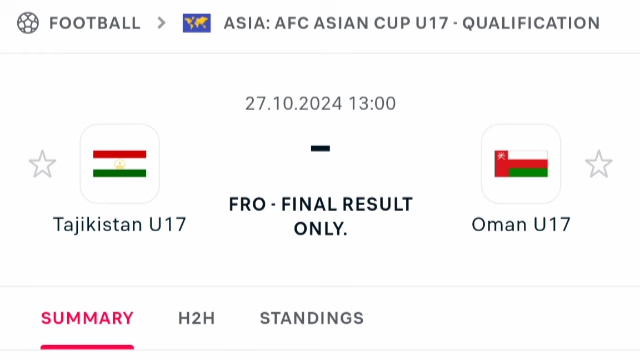 FOOTBALL > ASIA: AFC ASIAN CUP U17 - QUALIFICATION
27.10.2024 13:00
-
FRO - FINAL RESULT
ONLY.
Tajikistan U17
Oman U17
SUMMARY H2H STANDINGS